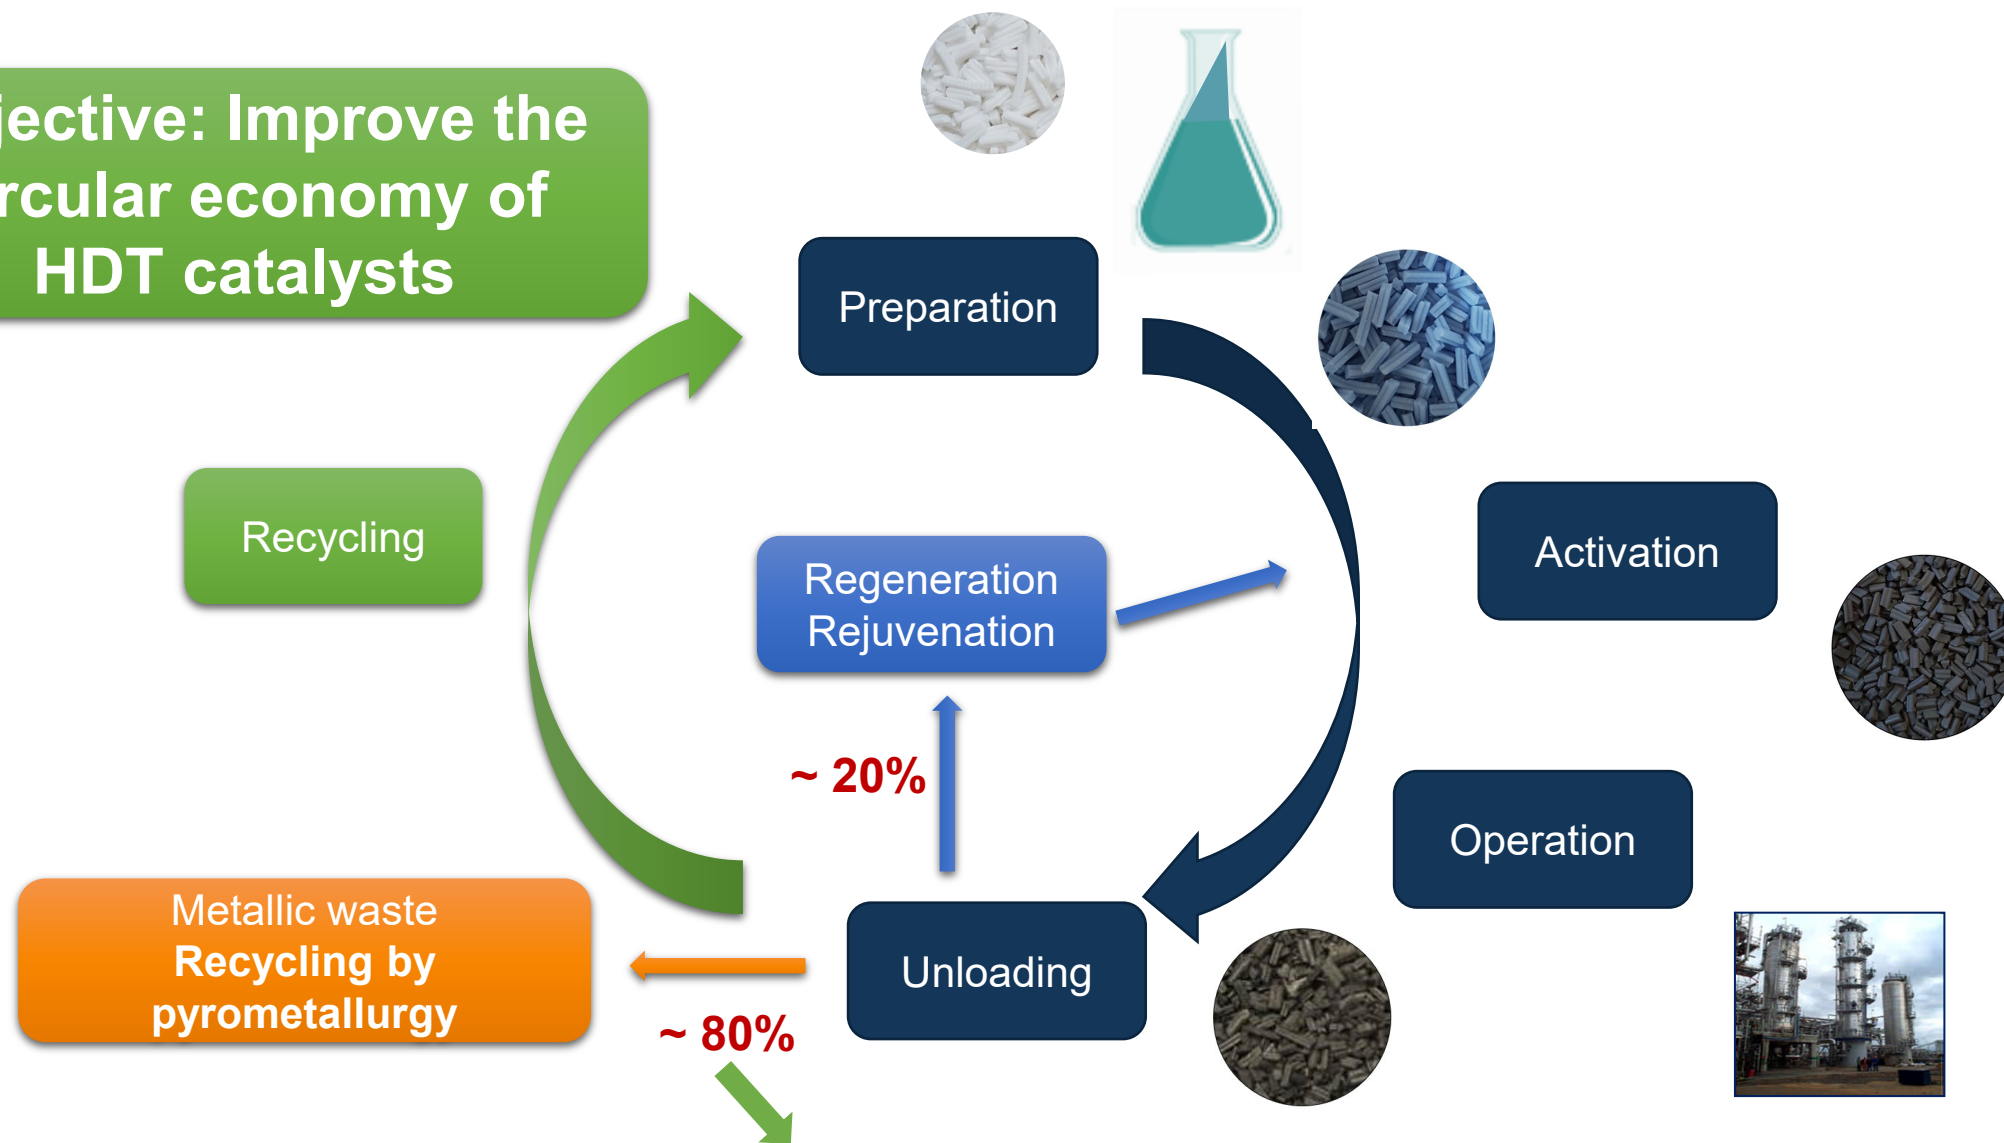 jective: Improve the
rcular economy of
HDT catalysts
Preparation
Recycling
Activation
Regeneration
Rejuvenation
~ 20%
Operation
Metallic waste
Recycling by
pyrometallurgy
Unloading
~ 80%